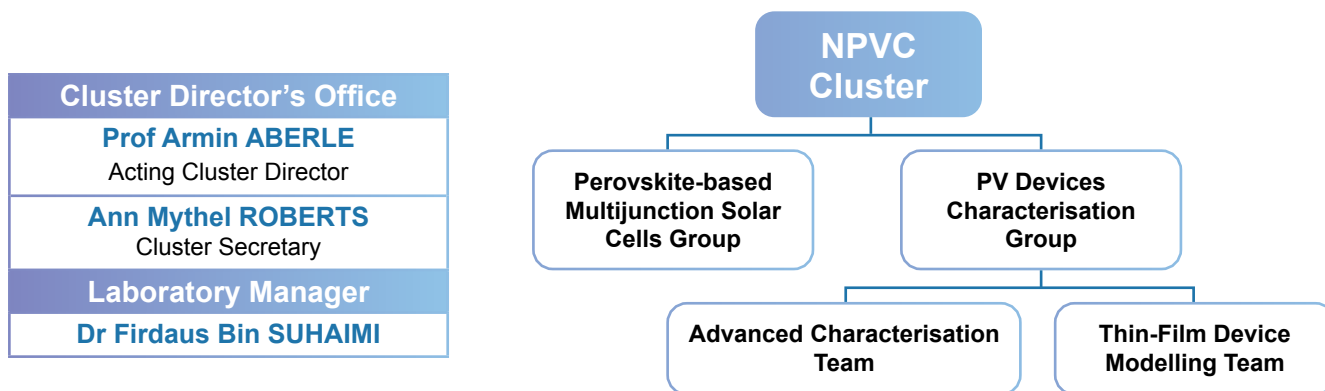 Cluster Director’s Office
Prof Armin ABERLE
Acting Cluster Director
Ann Mythel ROBERTS
Cluster Secretary
Laboratory Manager
Dr Firdaus Bin SUHAIMI
NPVC
Cluster
Perovskite-based
Multijunction Solar
Cells Group
PV Devices
Characterisation
Group
Advanced Characterisation
Team
Thin-Film Device
Modelling Team